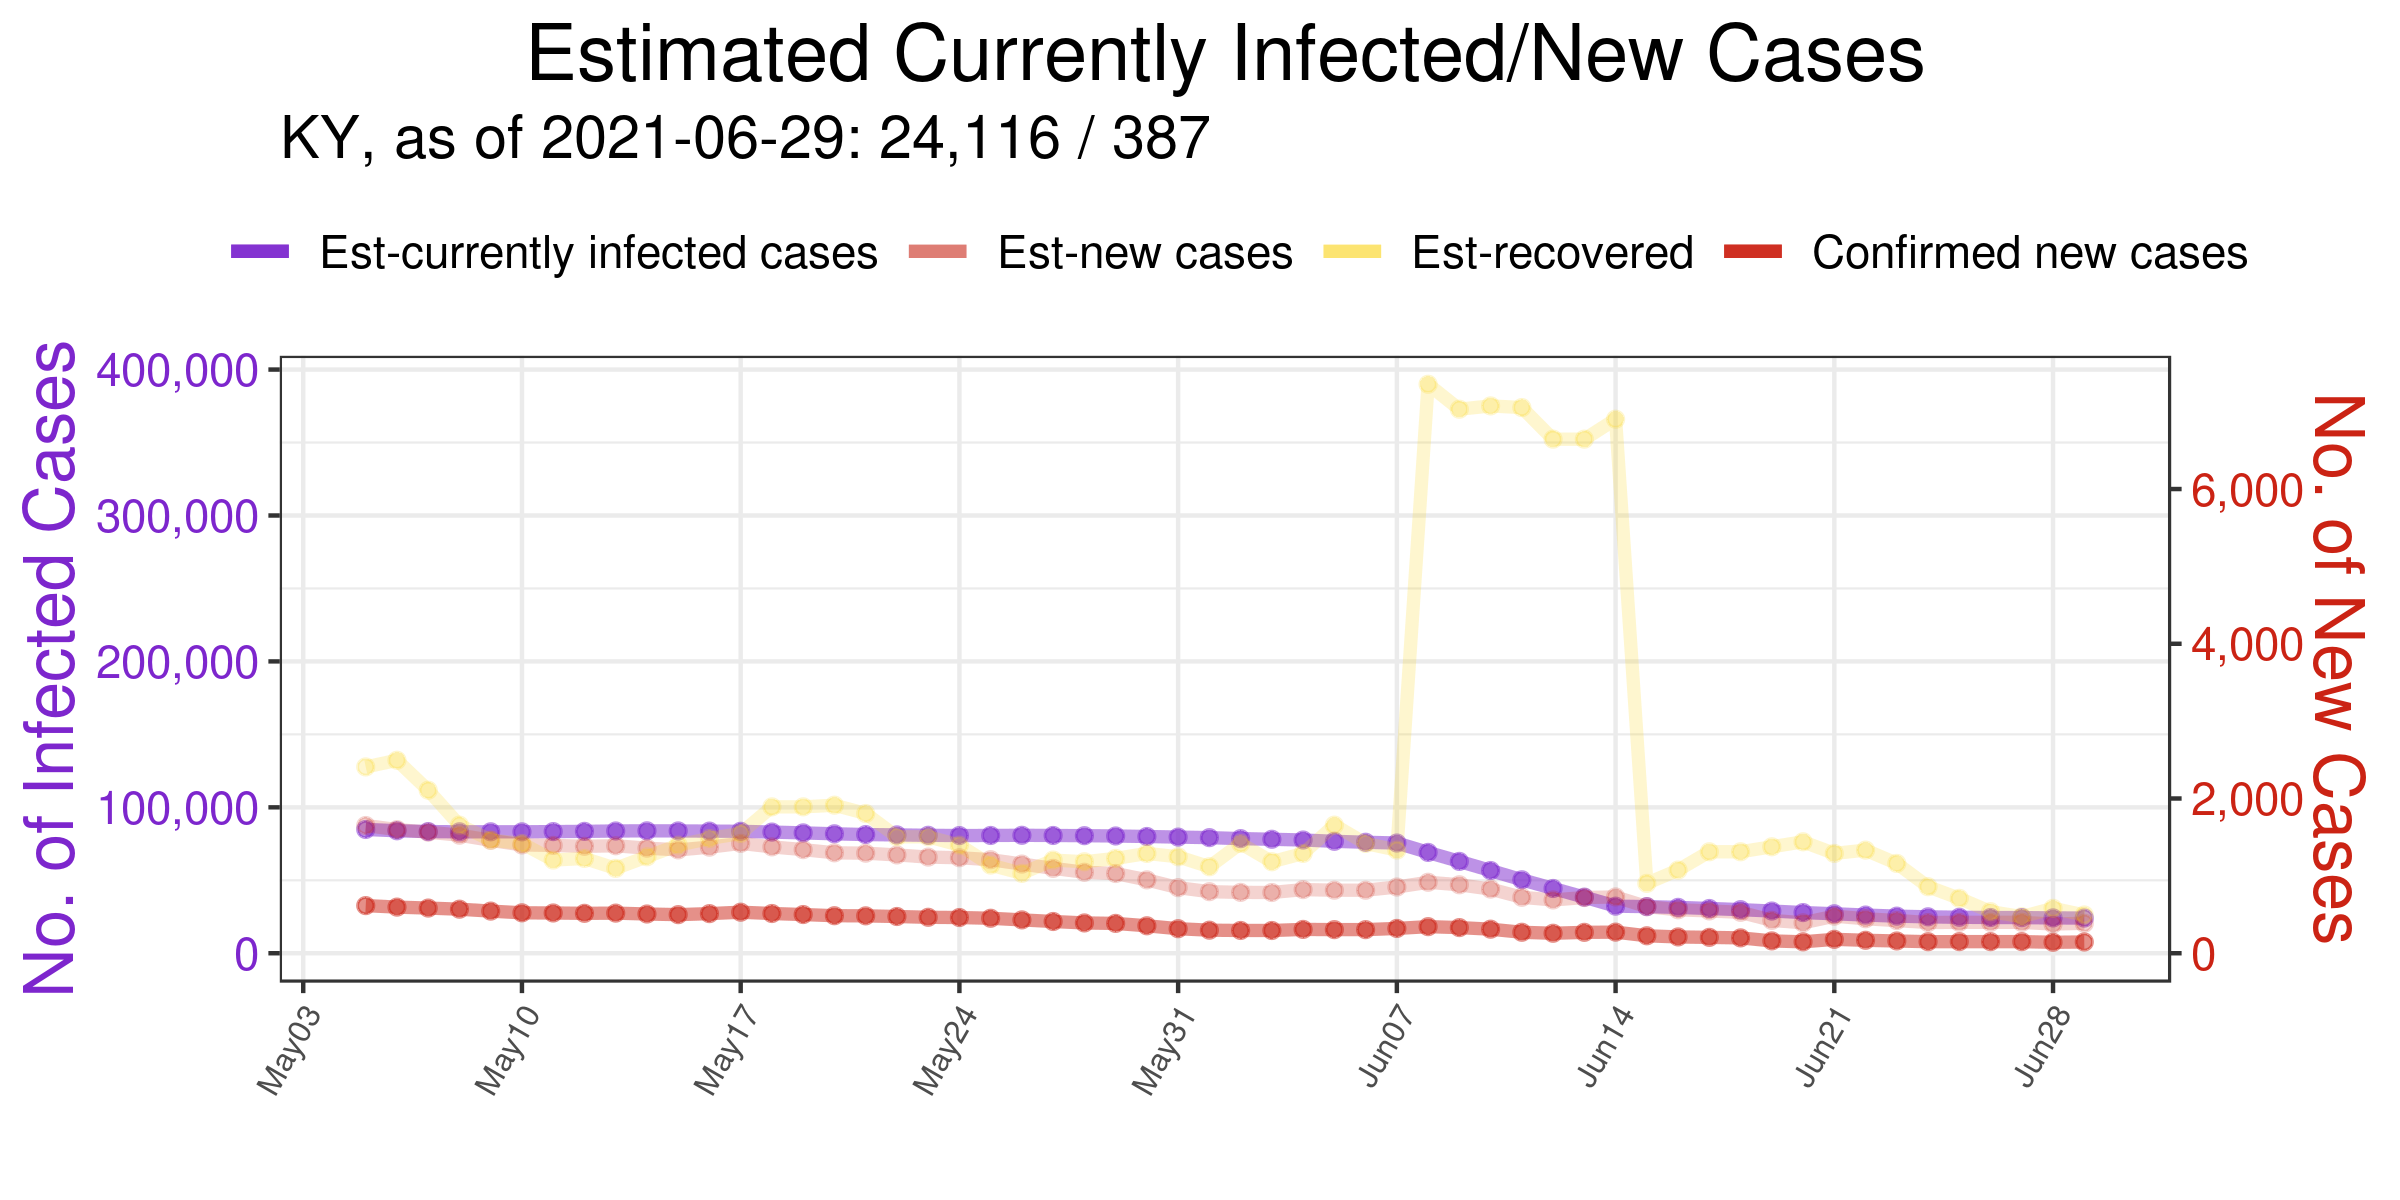 Estimated Currently Infected/New Cases
KY, as of 2021-06-29: 24,116 / 387
Est-currently infected cases Est-new cases Est-recovered Confirmed new cases
No. of Infected Cases
400,000
300,000
200,000
100,000
0
6,000
4,000
2,000
0
No. of New Cases
May03 May10 May17 May24 May31 Jun07 Jun14 Jun21 Jun28